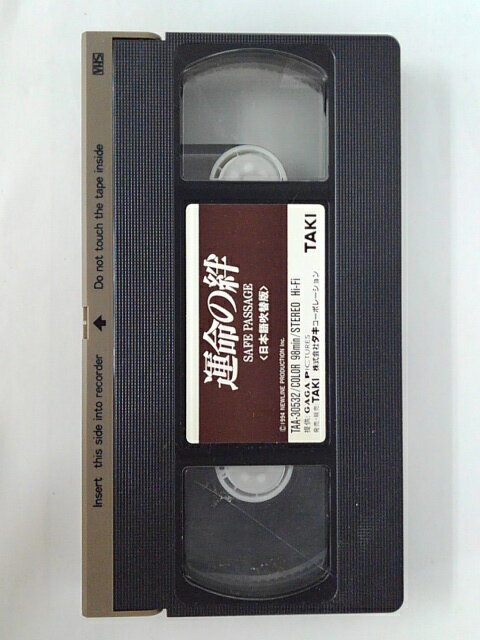 VHS
Insert this side into recorder ↑ Do not touch the tape inside
運命の絆
SAFE PASSAGE
〈日本語吹替版〉
©1994 NEWLINE PRODUCTION Inc.
TAA-30532/COLOR 98min/STEREO Hi-Fi
提供 GAGA PICTURES
発売・販売 TAKI 株式会社タキコーポレーション
TAKI